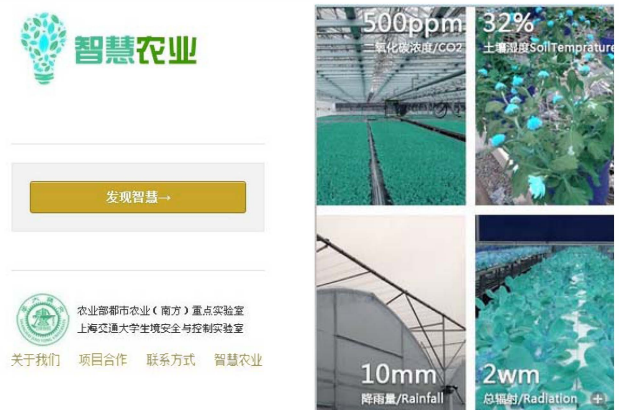 智慧农业
发现智慧→
农业部都市农业（南方）重点实验室
上海交通大学生境安全与控制实验室
关于我们 项目合作 联系方式 智慧农业
500ppm
二氧化碳浓度/CO2
32%
土壤湿度SoilTemprature
10mm
降雨量/Rainfall
2wm
总辐射/Radiation